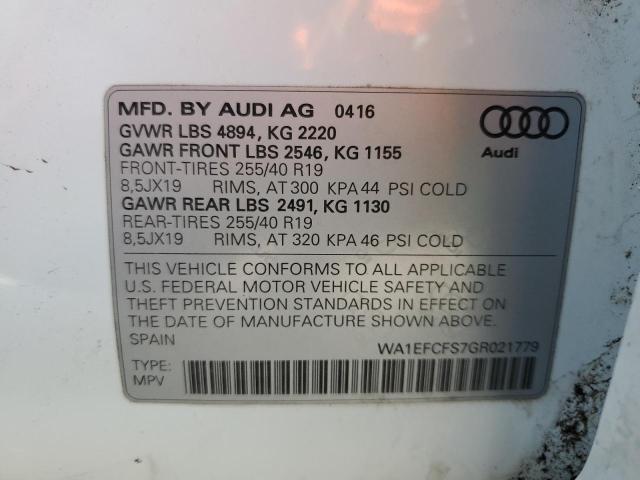 MFD. BY AUDI AG 0416
GVWR LBS 4894, KG 2220
GAWR FRONT LBS 2546, KG 1155
FRONT-TIRES 255/40 R19
8,5JX19 RIMS, AT 300 KPA 44 PSI COLD
GAWR REAR LBS 2491, KG 1130
REAR-TIRES 255/40 R19
8,5JX19 RIMS, AT 320 KPA 46 PSI COLD
Audi
THIS VEHICLE CONFORMS TO ALL APPLICABLE
U.S. FEDERAL MOTOR VEHICLE SAFETY AND
THEFT PREVENTION STANDARDS IN EFFECT ON
THE DATE OF MANUFACTURE SHOWN ABOVE.
SPAIN WA1EFCFS7GR021779
TYPE:
MPV